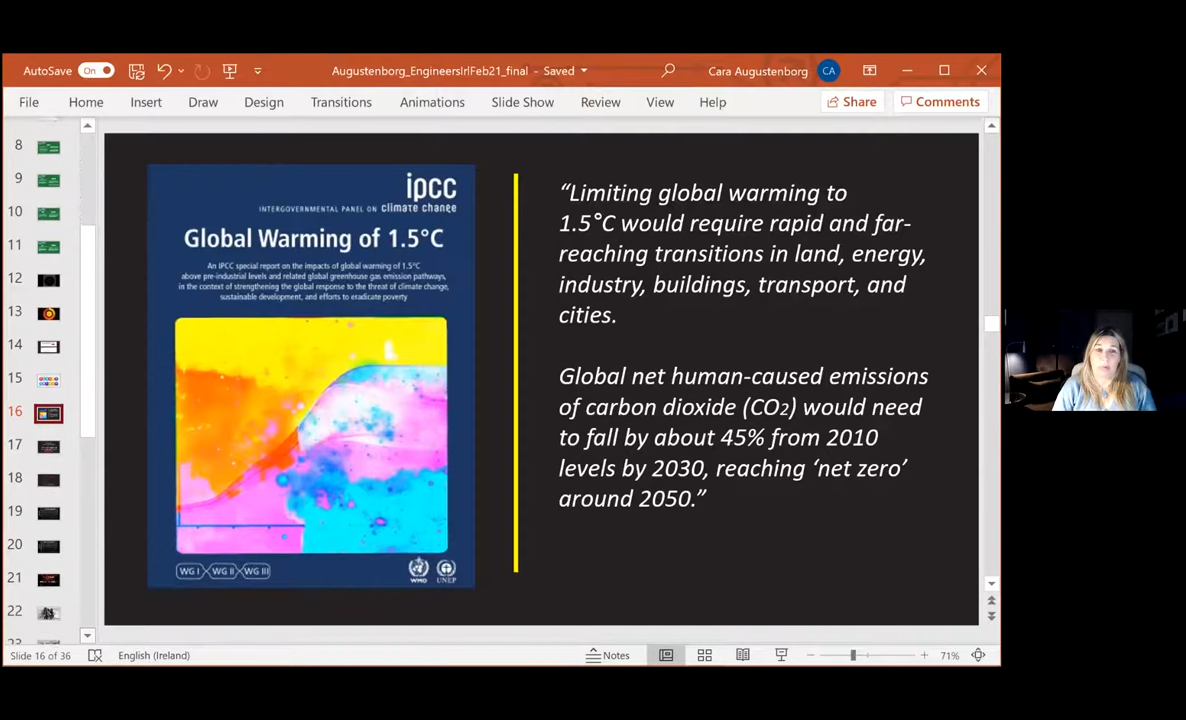 AutoSave On Augustenborg_EngineersIrlFeb21_final - Saved Cara Augustenborg CA
File Home Insert Draw Design Transitions Animations Slide Show Review View Help Share Comments
8
9
10
11
12
13
14
15
16
17
18
19
20
21
22
ipcc
INTERGOVERNMENTAL PANEL ON climate change
Global Warming of 1.5°C
An IPCC special report on the impacts of global warming of 1.5°C
above pre-industrial levels and related global greenhouse gas emission pathways,
in the context of strengthening the global response to the threat of climate change,
sustainable development, and efforts to eradicate poverty
WG I WG II WG III
WMO UNEP
“Limiting global warming to
1.5°C would require rapid and far-
reaching transitions in land, energy,
industry, buildings, transport, and
cities.
Global net human-caused emissions
of carbon dioxide (CO2) would need
to fall by about 45% from 2010
levels by 2030, reaching ‘net zero’
around 2050.”
Slide 16 of 36 English (Ireland) Notes 71%